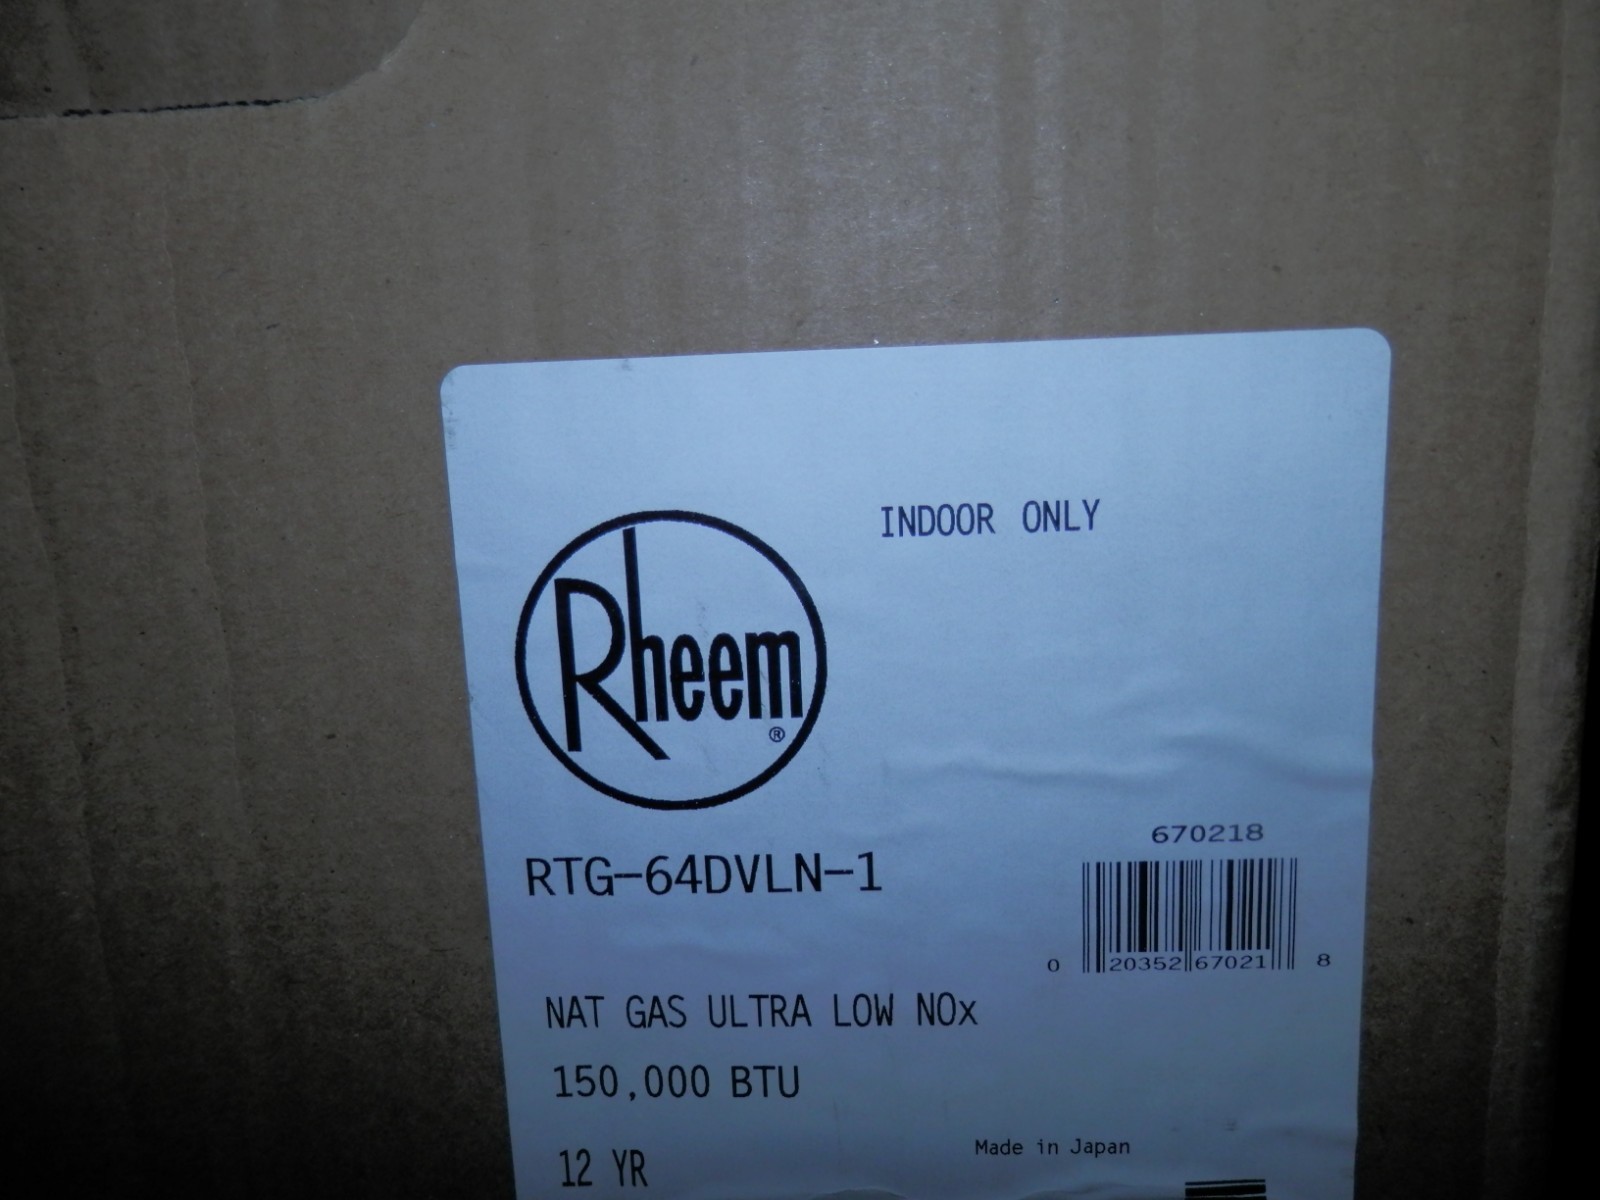 INDOOR ONLY
Rheem®
670218
RTG-64DVLN-1
0 20352 67021 8
NAT GAS ULTRA LOW NOx
150,000 BTU
Made in Japan
12 YR